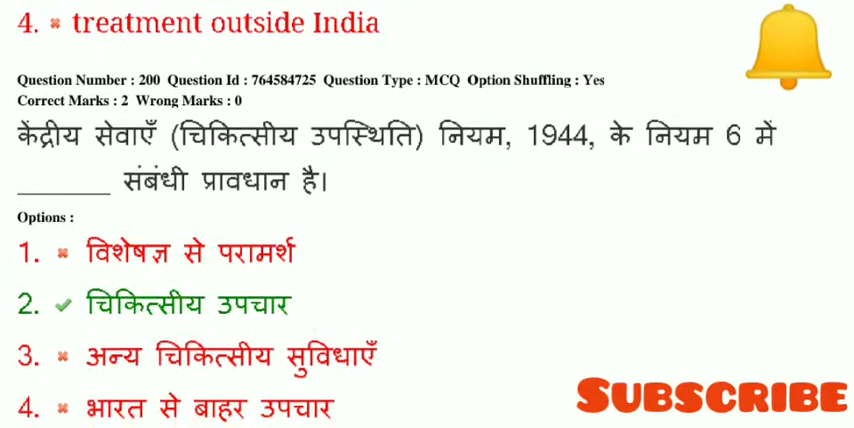 4. treatment outside India
Question Number : 200 Question Id : 764584725 Question Type : MCQ Option Shuffling : Yes
Correct Marks : 2 Wrong Marks : 0
केंद्रीय सेवाएँ (चिकित्सीय उपस्थिति) नियम, 1944, के नियम 6 में
________ संबंधी प्रावधान है।
Options :
1. विशेषज्ञ से परामर्श
2. चिकित्सीय उपचार
3. अन्य चिकित्सीय सुविधाएँ
4. भारत से बाहर उपचार
SUBSCRIBE